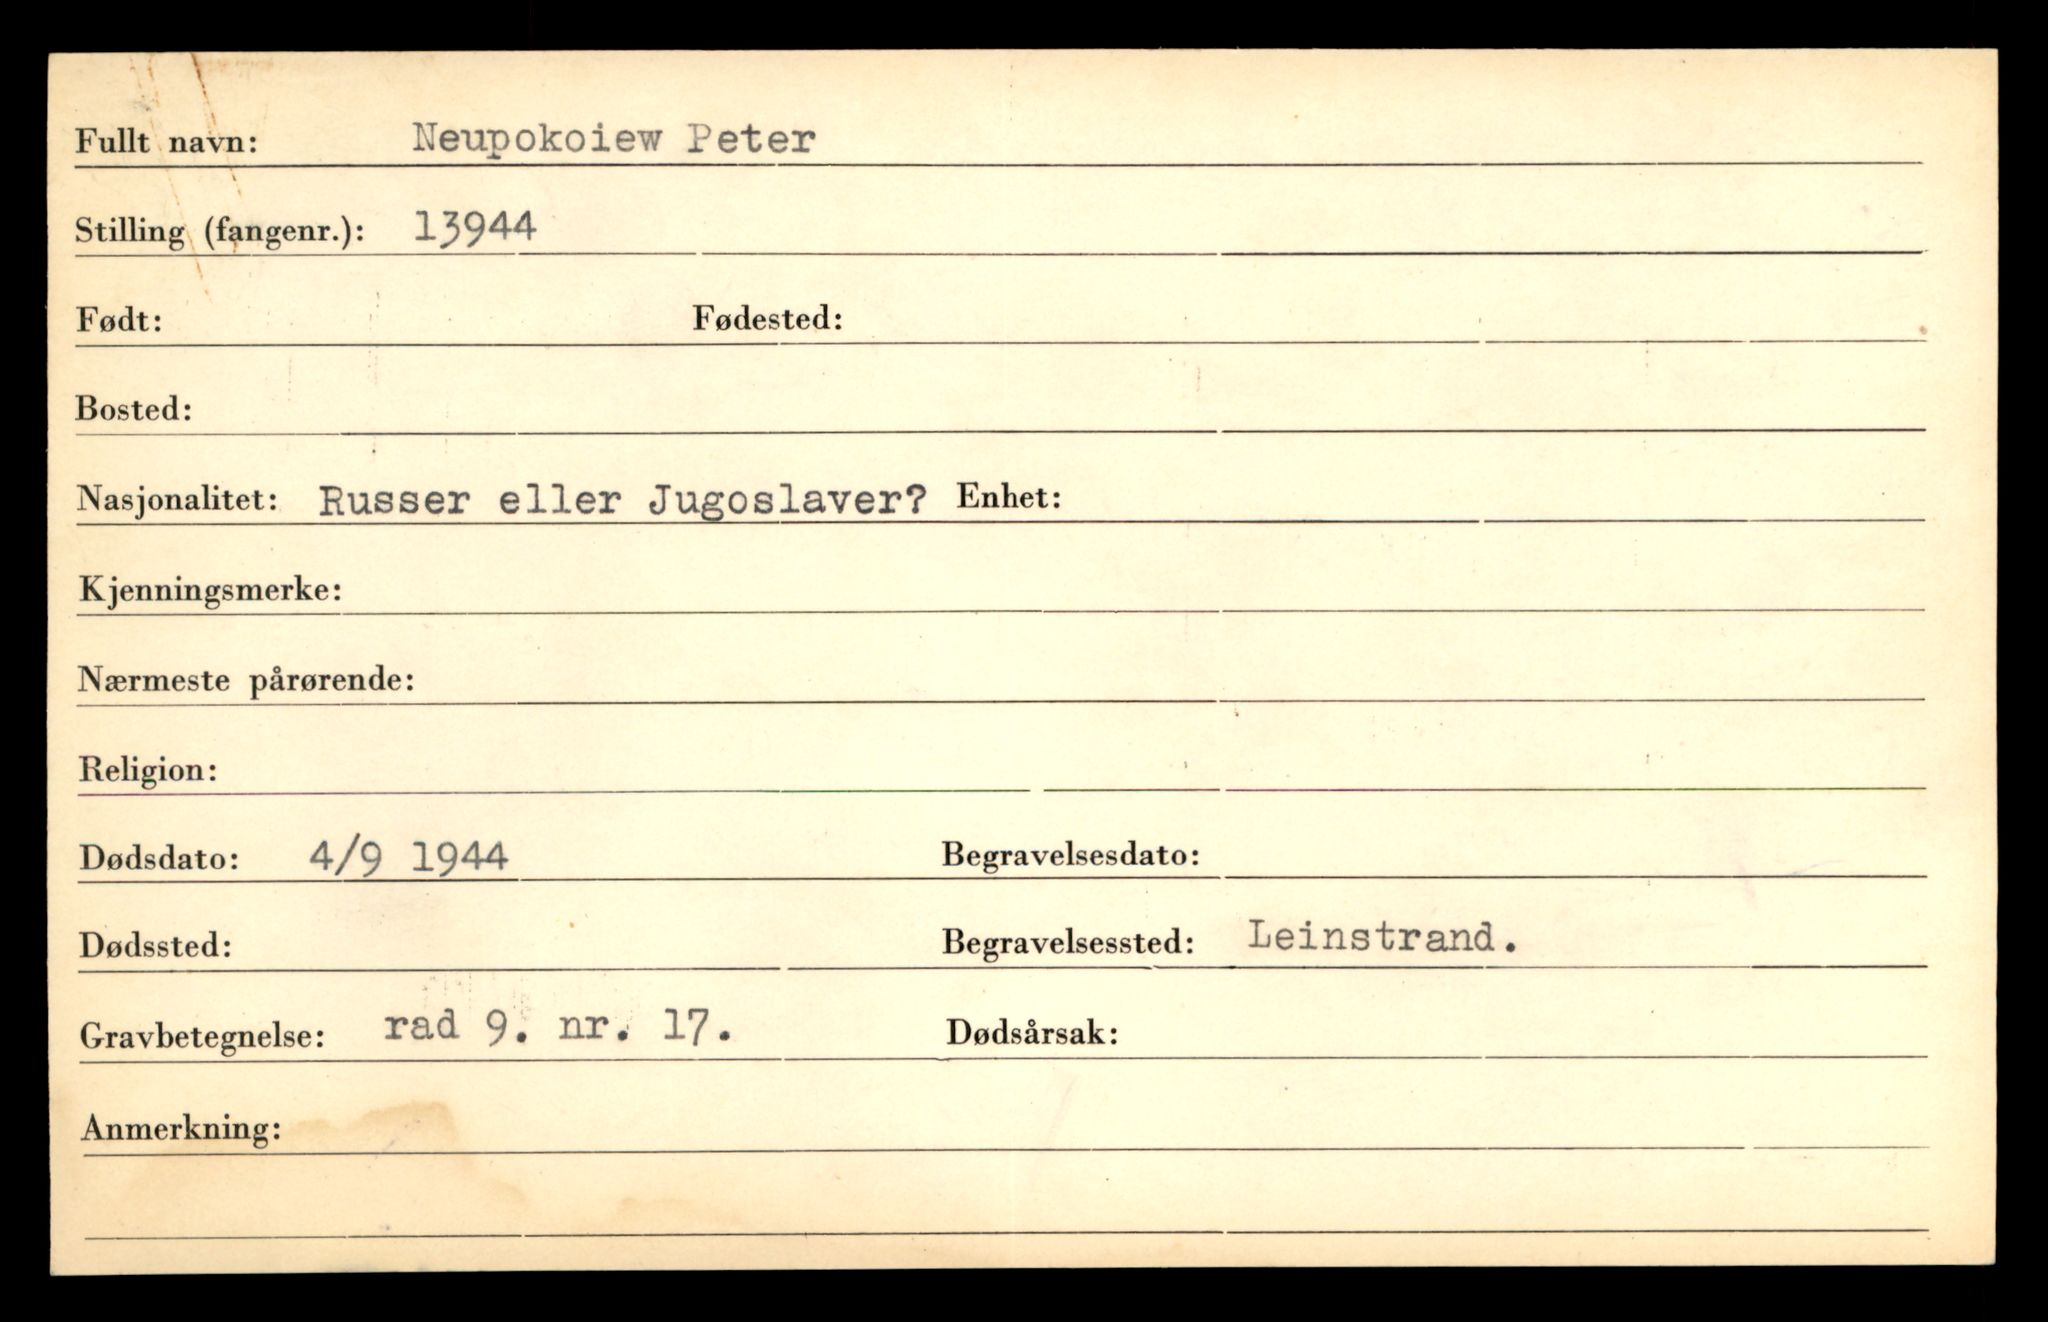 Fullt navn: Neupokoiew Peter
Stilling (fangenr.): 13944
Født: Fødested:
Bosted:
Nasjonalitet: Russer eller Jugoslaver? Enhet:
Kjenningsmerke:
Nærmeste pårørende:
Religion:
Dødsdato: 4/9 1944 Begravelsesdato:
Dødssted: Begravelsessted: Leinstrand.
Gravbetegnelse: rad 9. nr. 17. Dødsårsak:
Anmerkning: